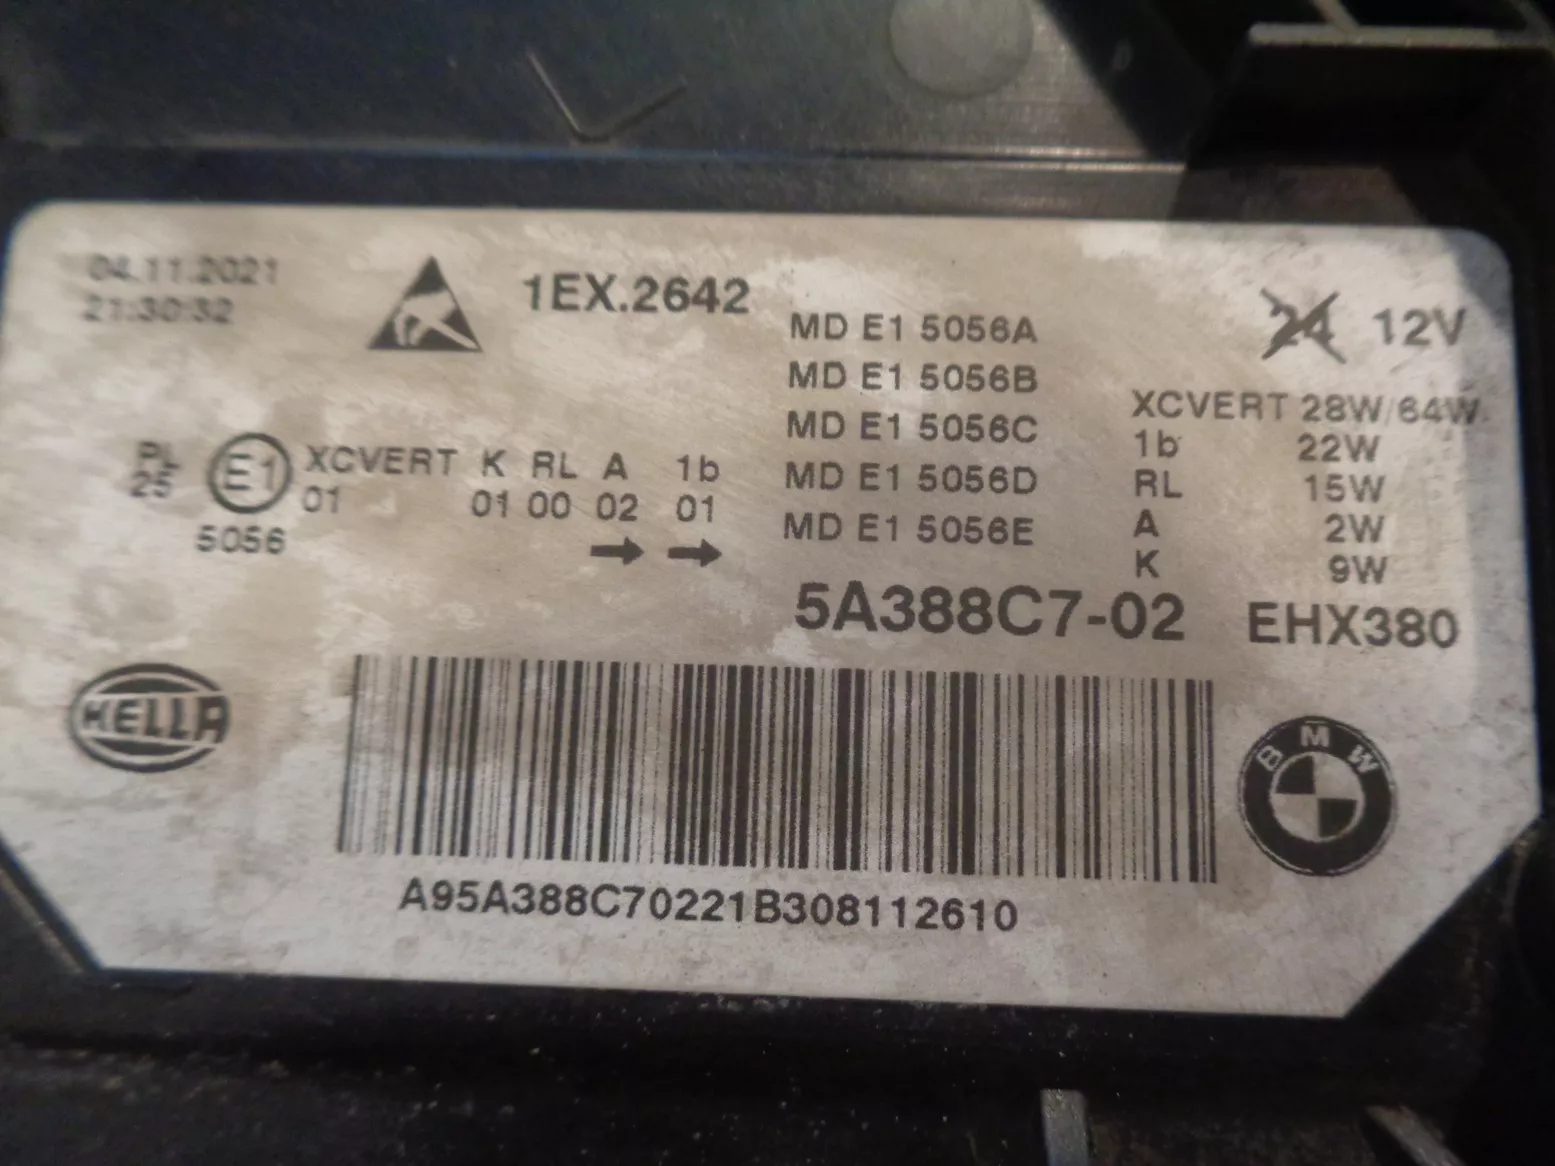 04.11.2021
21:30:32
1EX.2642
MD E1 5056A
MD E1 5056B
MD E1 5056C
MD E1 5056D
MD E1 5056E
24 12V
XCVERT 28W/64W
1b 22W
RL 15W
A 2W
K 9W
PL
25
E1
5056
XCVERT K RL A 1b
01 01 00 02 01
5A388C7-02 EHX380
HELLA
BMW
A95A388C70221B308112610